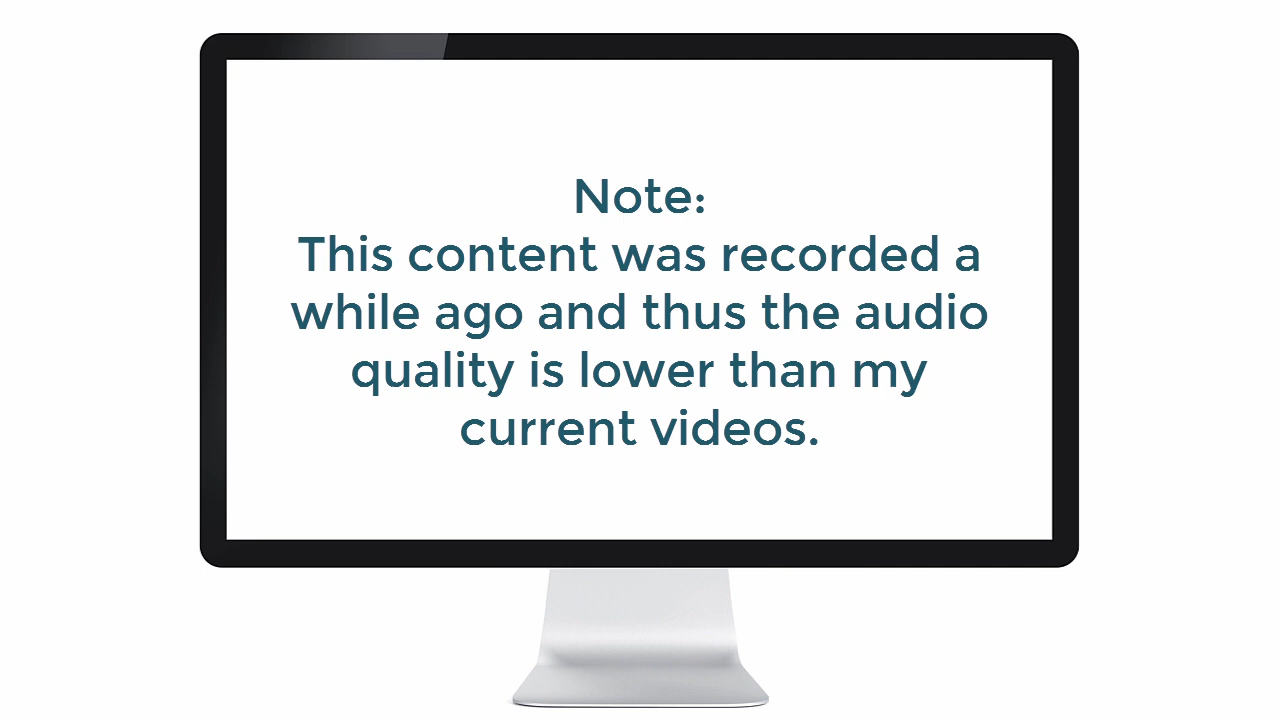 Note:
This content was recorded a
while ago and thus the audio
quality is lower than my
current videos.